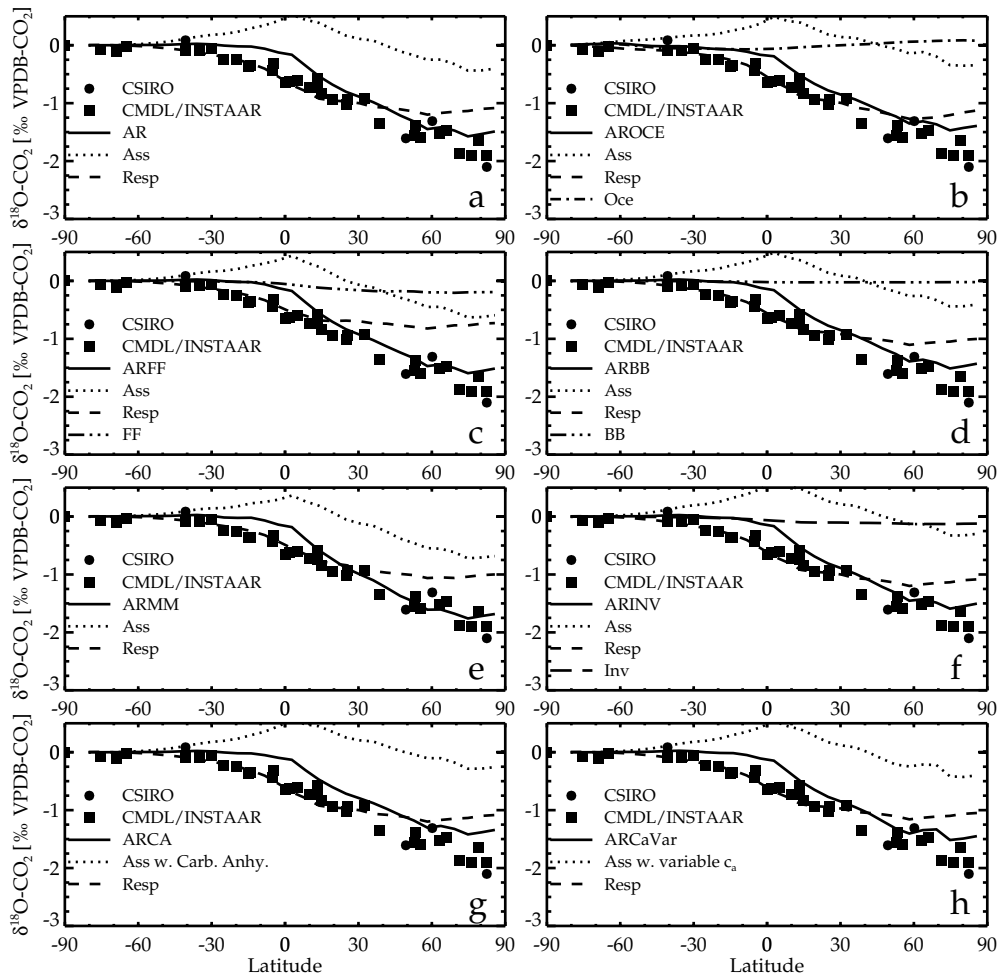 δ¹⁸O-CO₂ [‰ VPDB-CO₂]
0
-1
-2
-3
CSIRO
CMDL/INSTAAR
AR
Ass
Resp
a
-90 -60 -30 0 30 60 90
0
-1
-2
-3
CSIRO
CMDL/INSTAAR
AROCE
Ass
Resp
Oce
b
-90 -60 -30 0 30 60 90
δ¹⁸O-CO₂ [‰ VPDB-CO₂]
0
-1
-2
-3
CSIRO
CMDL/INSTAAR
ARFF
Ass
Resp
FF
c
-90 -60 -30 0 30 60 90
0
-1
-2
-3
CSIRO
CMDL/INSTAAR
ARBB
Ass
Resp
BB
d
-90 -60 -30 0 30 60 90
δ¹⁸O-CO₂ [‰ VPDB-CO₂]
0
-1
-2
-3
CSIRO
CMDL/INSTAAR
ARMM
Ass
Resp
e
-90 -60 -30 0 30 60 90
0
-1
-2
-3
CSIRO
CMDL/INSTAAR
ARINV
Ass
Resp
Inv
f
-90 -60 -30 0 30 60 90
δ¹⁸O-CO₂ [‰ VPDB-CO₂]
0
-1
-2
-3
CSIRO
CMDL/INSTAAR
ARCA
Ass w. Carb. Anhy.
Resp
g
-90 -60 -30 0 30 60 90
Latitude
0
-1
-2
-3
CSIRO
CMDL/INSTAAR
ARCaVar
Ass w. variable cₐ
Resp
h
-90 -60 -30 0 30 60 90
Latitude